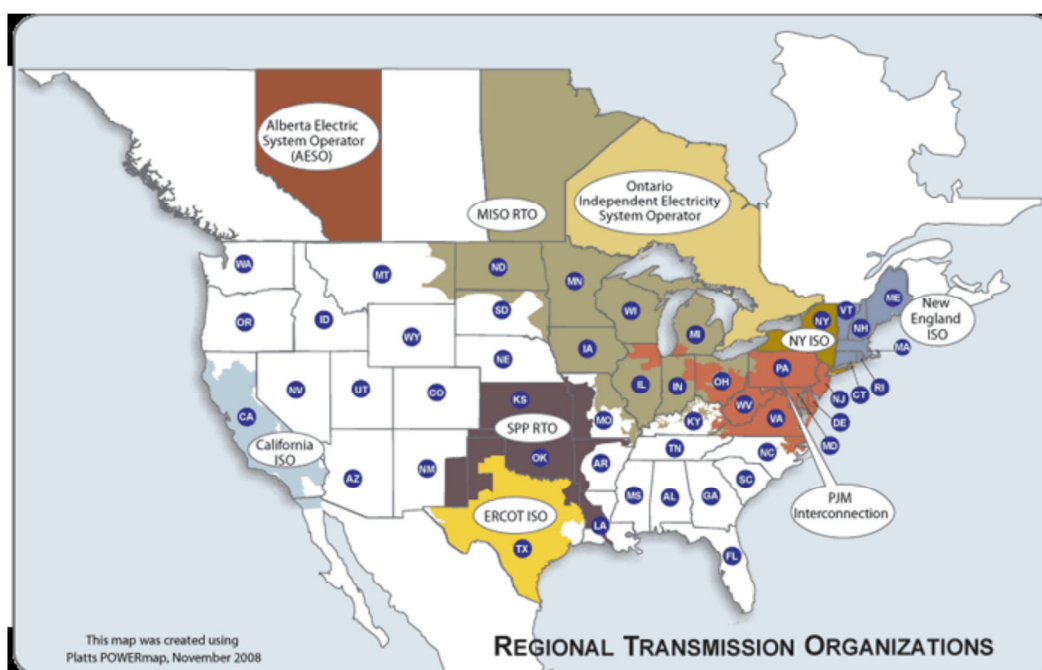 Alberta Electric
System Operator
(AESO)
MISO RTO
Ontario
Independent Electricity
System Operator
WA
MT
ND
MN
OR
ID
WY
SD
WI
MI
NY
VT
NH
ME
New
England
ISO
NY ISO
MA
NE
IA
IL
IN
OH
PA
NJ
CT
RI
CA
NV
UT
CO
KS
MO
KY
WV
VA
DE
MD
California
ISO
SPP RTO
AZ
NM
OK
AR
TN
NC
SC
MS
AL
GA
PJM
Interconnection
ERCOT ISO
TX
LA
FL
This map was created using
Platts POWERmap, November 2008
REGIONAL TRANSMISSION ORGANIZATIONS